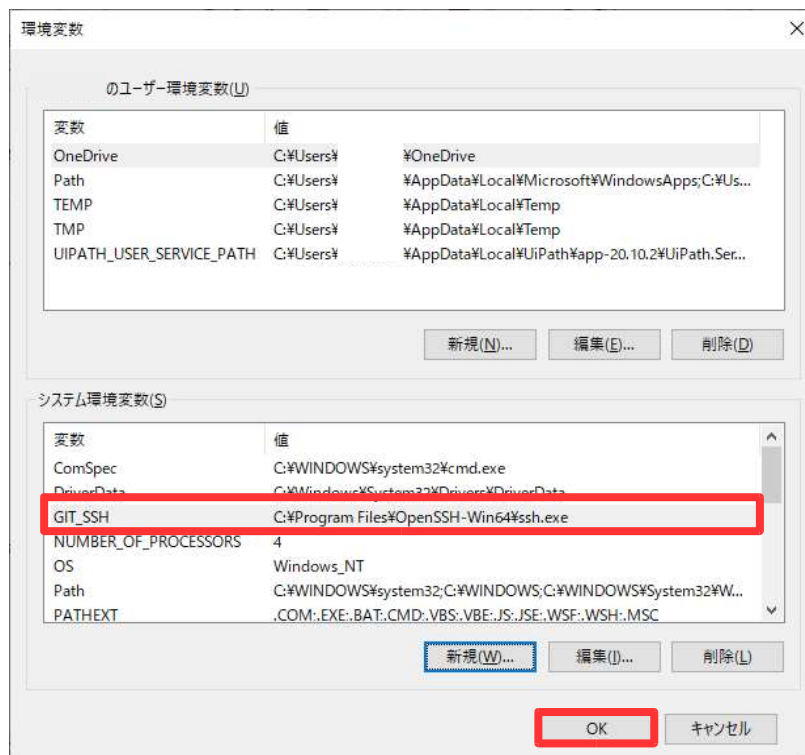 環境変数
のユーザー環境変数(U)
変数 値
OneDrive C:¥Users¥ ¥OneDrive
Path C:¥Users¥ ¥AppData¥Local¥Microsoft¥WindowsApps;C:¥Us...
TEMP C:¥Users¥ ¥AppData¥Local¥Temp
TMP C:¥Users¥ ¥AppData¥Local¥Temp
UIPATH_USER_SERVICE_PATH C:¥Users¥ ¥AppData¥Local¥UiPath¥app-20.10.2¥UiPath.Ser...
新規(N)... 編集(E)... 削除(D)
システム環境変数(S)
変数 値
ComSpec C:¥WINDOWS¥system32¥cmd.exe
DriverData C:¥Windows¥System32¥Drivers¥DriverData
GIT_SSH C:¥Program Files¥OpenSSH-Win64¥ssh.exe
NUMBER_OF_PROCESSORS 4
OS Windows_NT
Path C:¥WINDOWS¥system32;C:¥WINDOWS;C:¥WINDOWS¥System32¥W...
PATHEXT .COM;.EXE;.BAT;.CMD;.VBS;.VBE;.JS;.JSE;.WSF;.WSH;.MSC
新規(W)... 編集(I)... 削除(L)
OK キャンセル